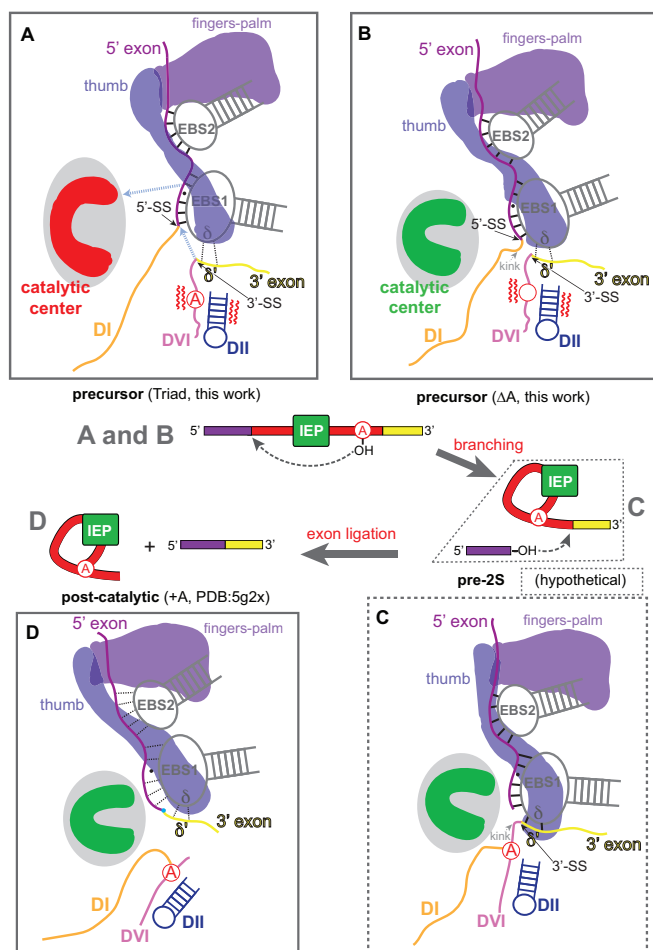 A
5' exon
fingers-palm
thumb
EBS2
EBS1
5'-SS
δ
δ'
3' exon
3'-SS
catalytic
center
A
DI
DVI
DII
precursor (Triad, this work)
B
5' exon
fingers-palm
thumb
EBS2
EBS1
5'-SS
δ
kink
δ'
3' exon
3'-SS
catalytic
center
DI
DVI
DII
precursor (ΔA, this work)
A and B
5'
IEP
A
3'
OH
branching
D
IEP
A
+
5'
3'
exon ligation
C
IEP
A
3'
5'
OH
pre-2S
(hypothetical)
post-catalytic (+A, PDB:5g2x)
D
5' exon
fingers-palm
thumb
EBS2
EBS1
δ
δ'
3' exon
A
DI
DVI
DII
C
5' exon
fingers-palm
thumb
EBS2
EBS1
δ
kink
δ'
3' exon
3'-SS
catalytic
center
A
DI
DVI
DII